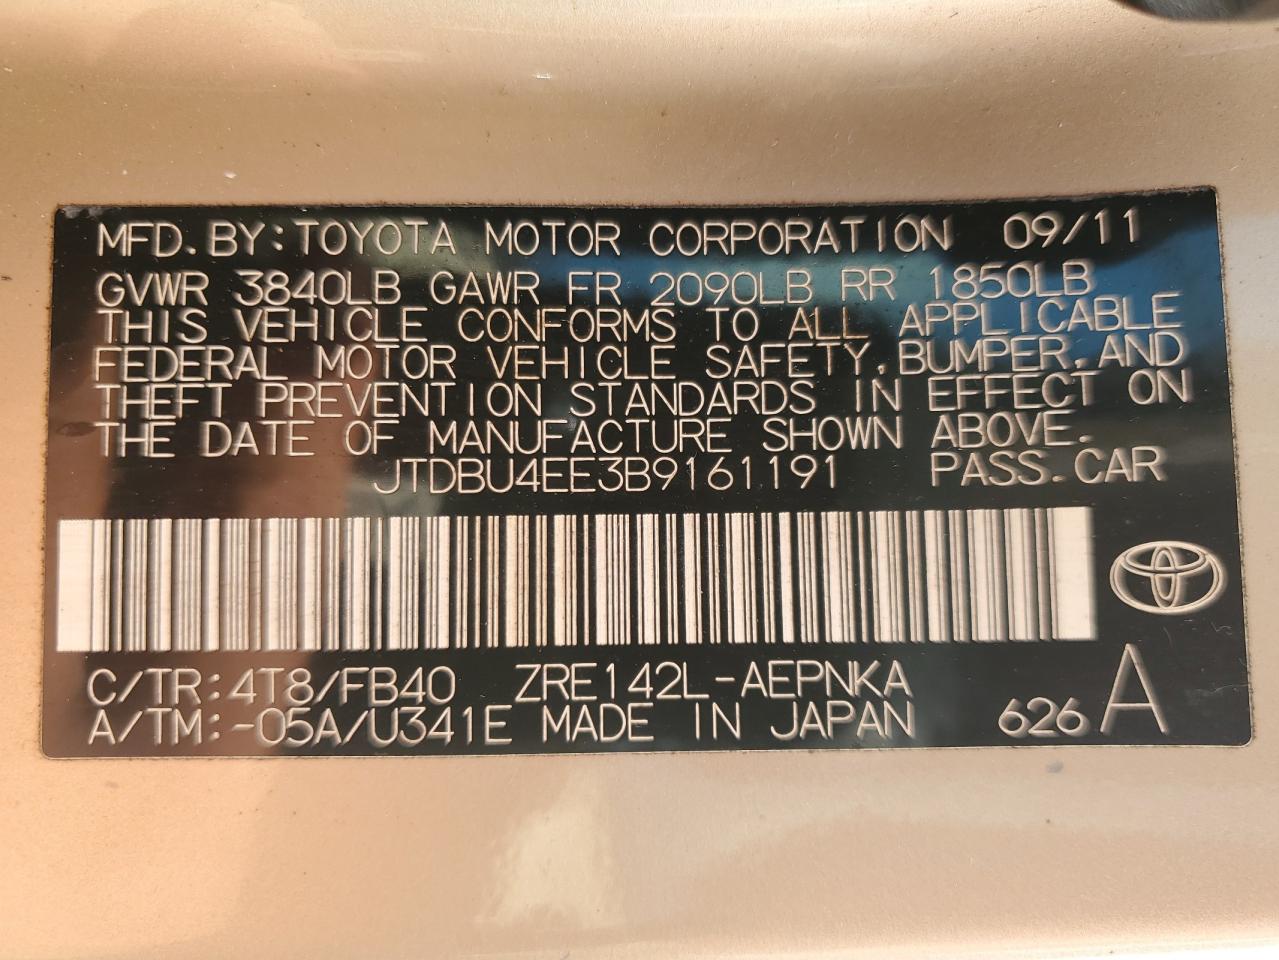 MFD.BY:TOYOTA MOTOR CORPORATION 09/11
GVWR 3840LB GAWR FR 2090LB RR 1850LB
THIS VEHICLE CONFORMS TO ALL APPLICABLE
FEDERAL MOTOR VEHICLE SAFETY,BUMPER,AND
THEFT PREVENTION STANDARDS IN EFFECT ON
THE DATE OF MANUFACTURE SHOWN ABOVE.
JTDBU4EE3B9161191 PASS.CAR
C/TR:4T8/FB40 ZRE142L-AEPNKA
A/TM:-05A/U341E MADE IN JAPAN 626 A